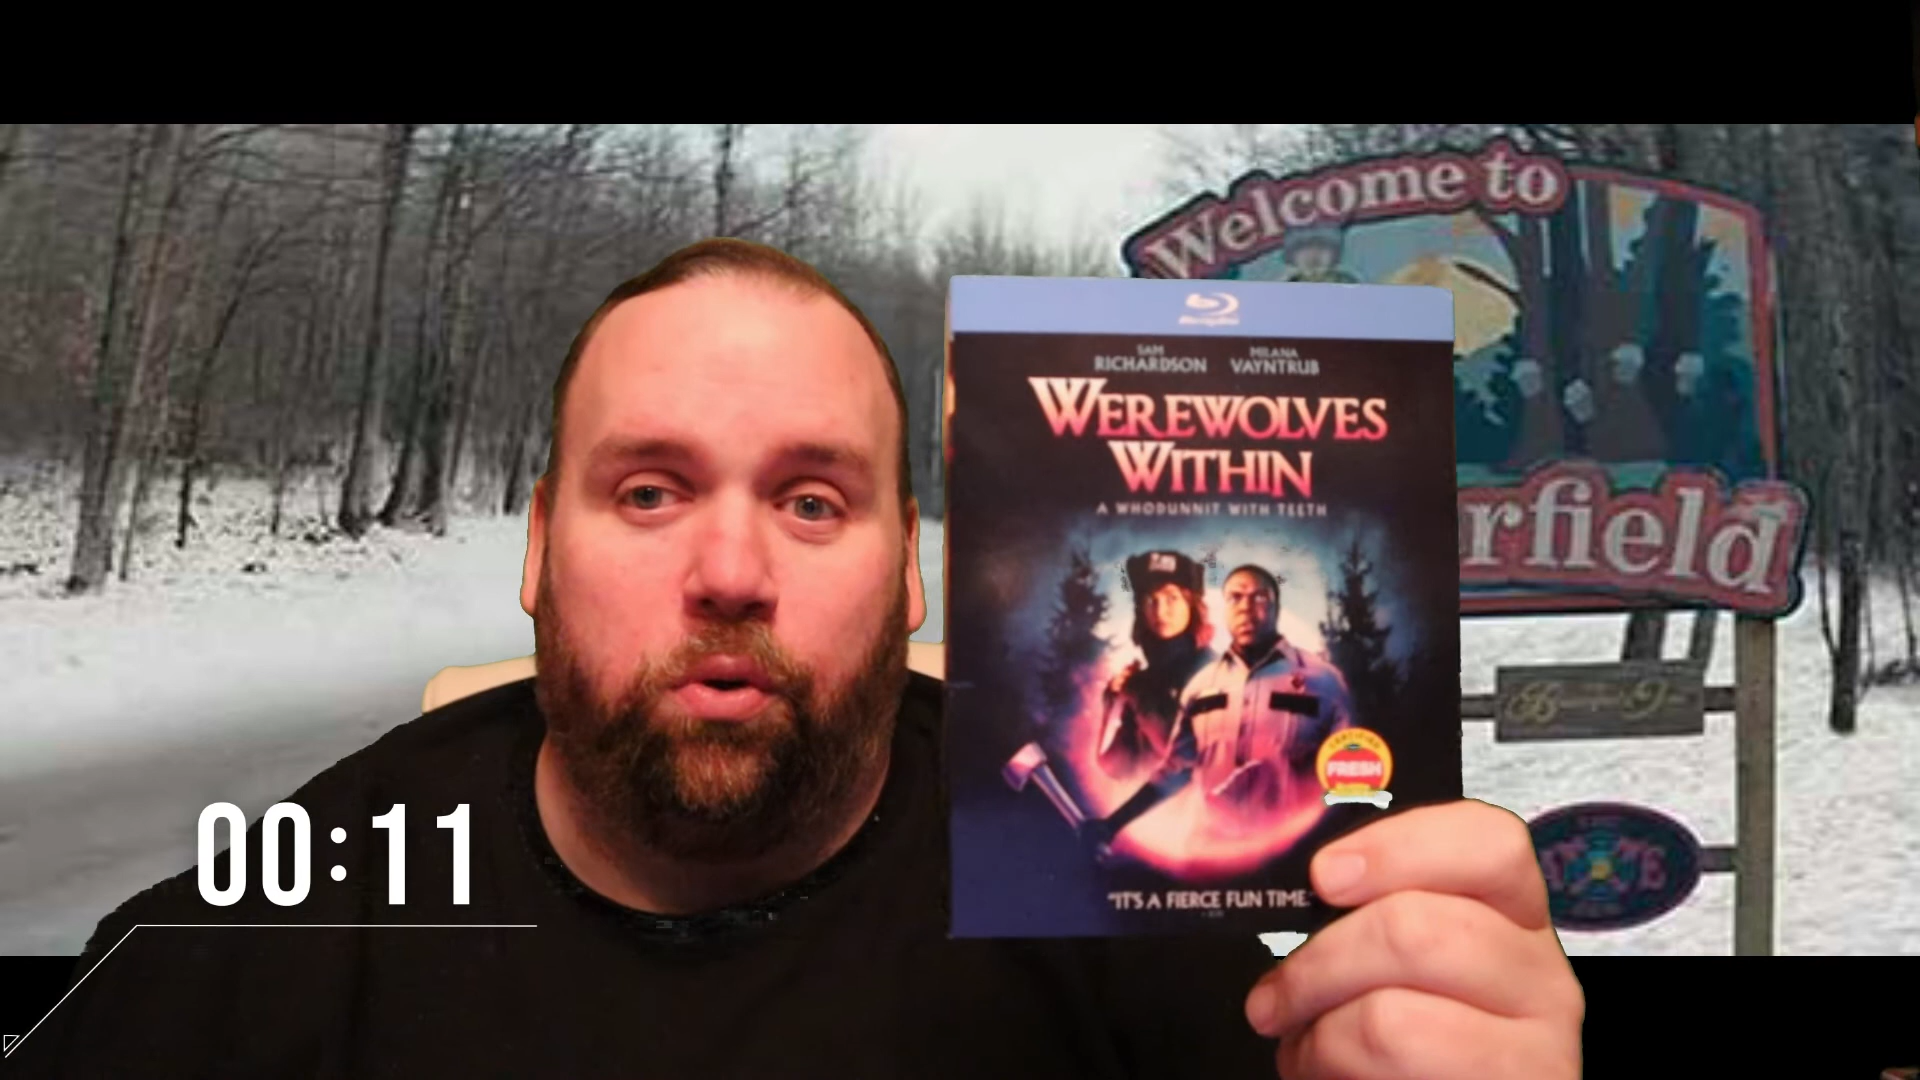 Welcome to
rfield
Blu-ray
SAM MILANA
RICHARDSON VAYNTRUB
WEREWOLVES
WITHIN
A WHODUNNIT WITH TEETH
CERTIFIED
FRESH
"IT'S A FIERCE FUN TIME."
00:11